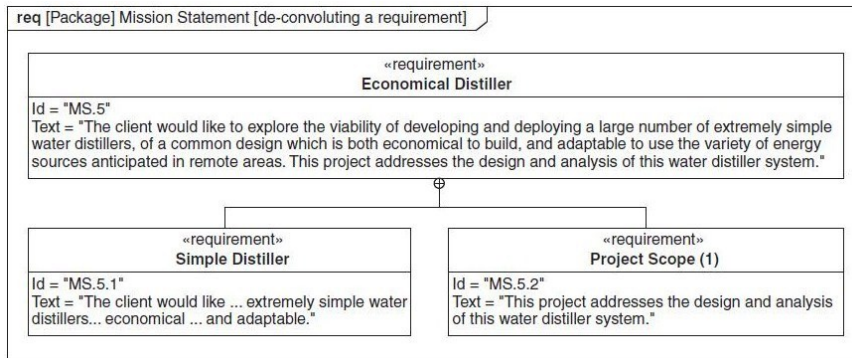 req [Package] Mission Statement [de-convoluting a requirement]
«requirement»
Economical Distiller
Id = "MS.5"
Text = "The client would like to explore the viability of developing and deploying a large number of extremely simple
water distillers, of a common design which is both economical to build, and adaptable to use the variety of energy
sources anticipated in remote areas. This project addresses the design and analysis of this water distiller system."
«requirement»
Simple Distiller
Id = "MS.5.1"
Text = "The client would like ... extremely simple water
distillers... economical ... and adaptable."
«requirement»
Project Scope (1)
Id = "MS.5.2"
Text = "This project addresses the design and analysis
of this water distiller system."